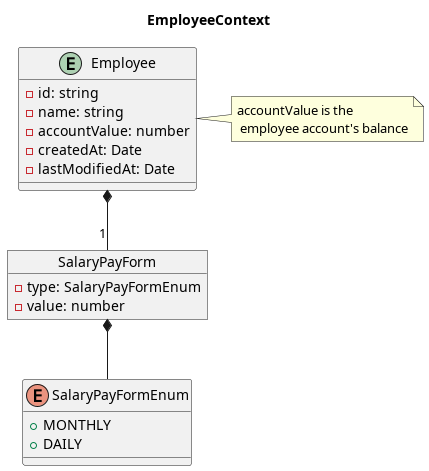 EmployeeContext
E Employee
id: string
name: string
accountValue: number
createdAt: Date
lastModifiedAt: Date
accountValue is the
employee account's balance
1
SalaryPayForm
type: SalaryPayFormEnum
value: number
E SalaryPayFormEnum
MONTHLY
DAILY